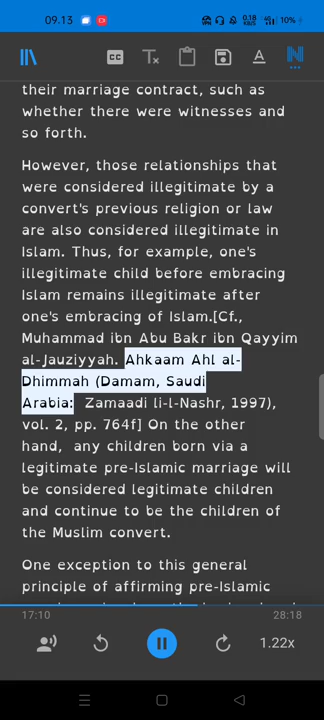 09.13
0.18
KB/S
4G
10%
CC
A
N
their marriage contract, such as
whether there were witnesses and
so forth.
However, those relationships that
were considered illegitimate by a
convert's previous religion or law
are also considered illegitimate in
Islam. Thus, for example, one's
illegitimate child before embracing
Islam remains illegitimate after
one's embracing of Islam.[Cf.,
Muhammad ibn Abu Bakr ibn Qayyim
al-Jauziyyah. Ahkaam Ahl al-
Dhimmah (Damam, Saudi
Arabia: Zamaadi li-l-Nashr, 1997),
vol. 2, pp. 764f] On the other
hand, any children born via a
legitimate pre-Islamic marriage will
be considered legitimate children
and continue to be the children of
the Muslim convert.
One exception to this general
principle of affirming pre-Islamic
17:10
28:18
1.22x